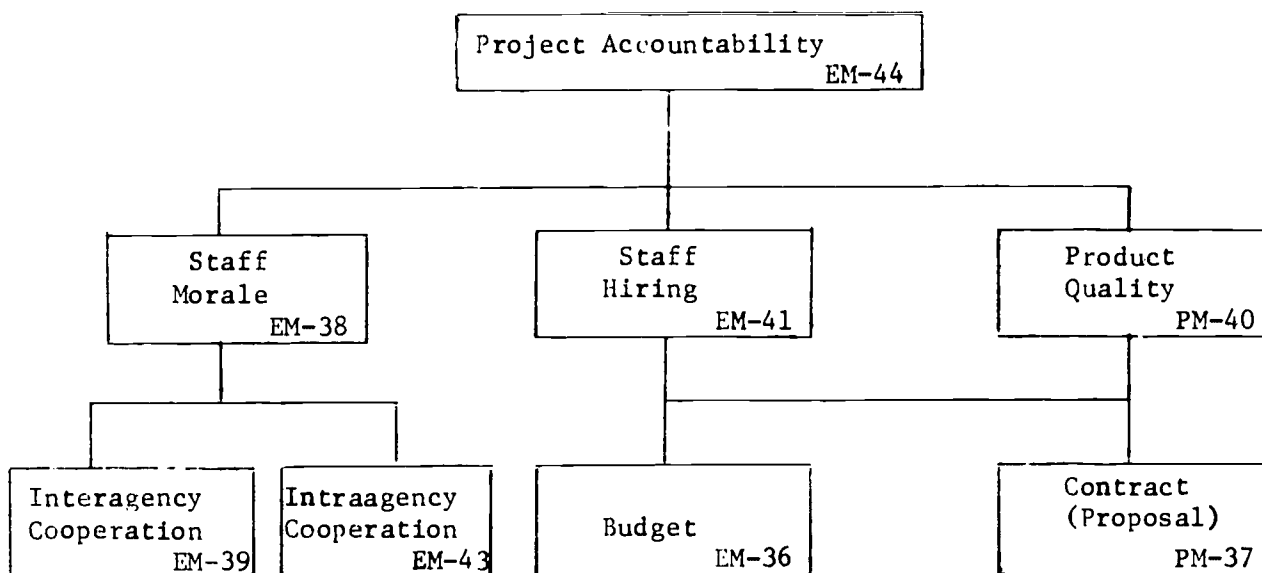 Project Accountability
EM-44
Staff
Morale
EM-38
Staff
Hiring
EM-41
Product
Quality
PM-40
Interagency
Cooperation
EM-39
Intraagency
Cooperation
EM-43
Budget
EM-36
Contract
(Proposal)
PM-37